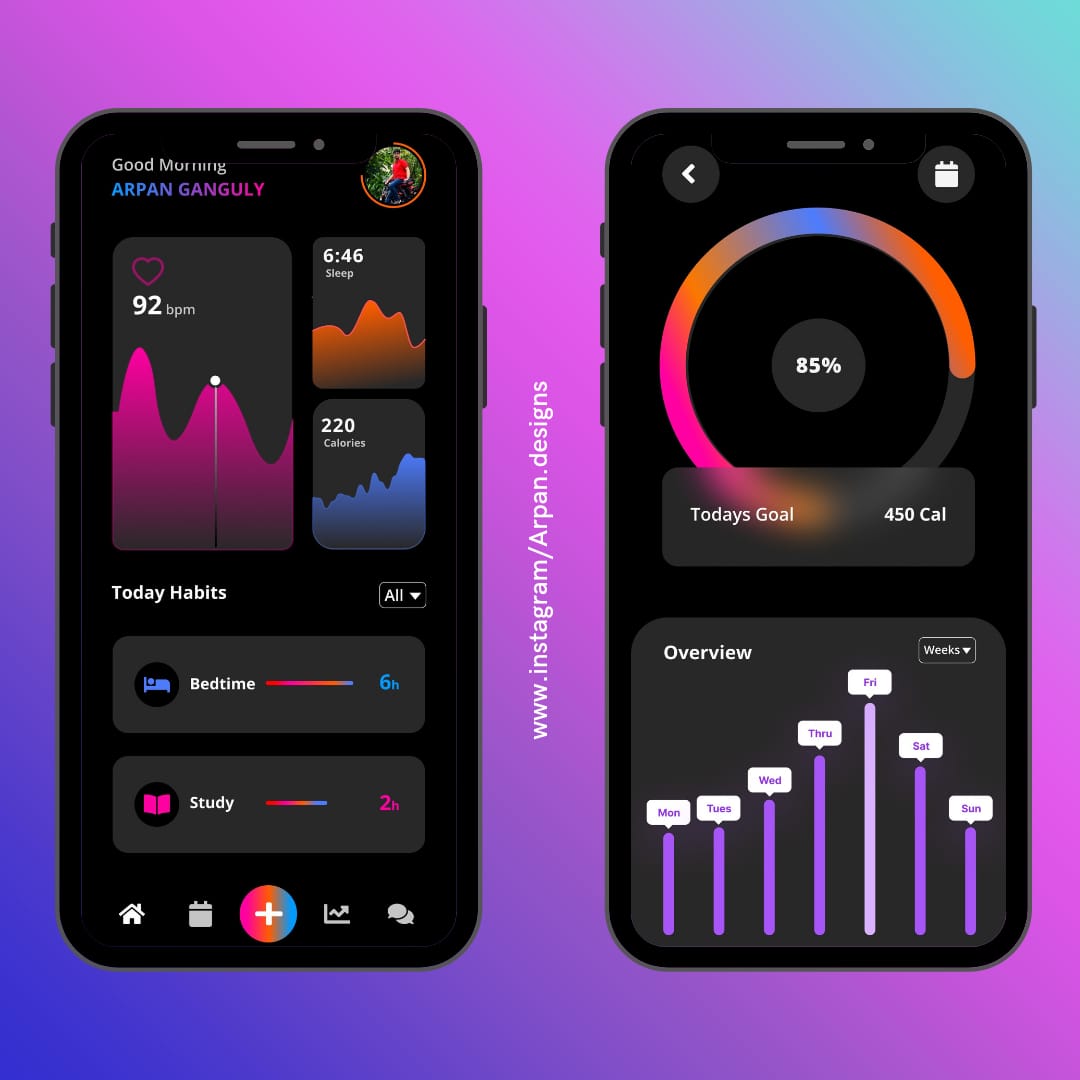 Good Morning
ARPAN GANGULY
92 bpm
6:46
Sleep
220
Calories
Today Habits
All
Bedtime
6h
Study
2h
www.instagram/Arpan.designs
85%
Todays Goal
450 Cal
Overview
Weeks
Mon
Tues
Wed
Thru
Fri
Sat
Sun